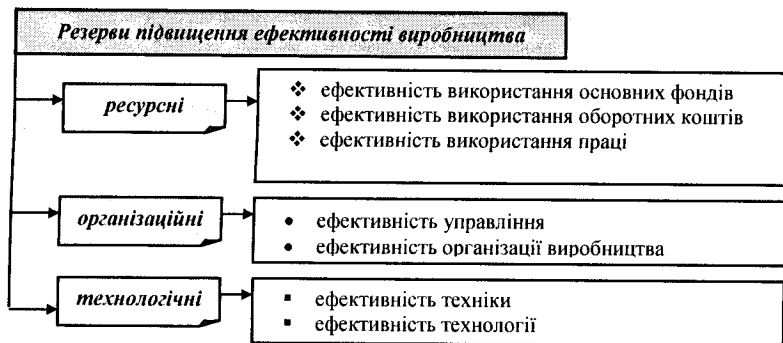 Резерви підвищення ефективності виробництва
ресурсні
❖ ефективність використання основних фондів
❖ ефективність використання оборотних коштів
❖ ефективність використання праці
організаційні
• ефективність управління
• ефективність організації виробництва
технологічні
▪ ефективність техніки
▪ ефективність технології